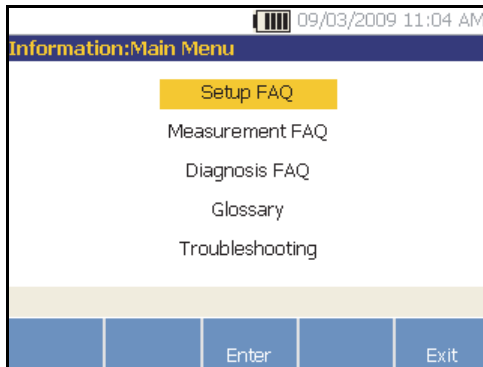 09/03/2009 11:04 AM
Information:Main Menu
Setup FAQ
Measurement FAQ
Diagnosis FAQ
Glossary
Troubleshooting
Enter Exit